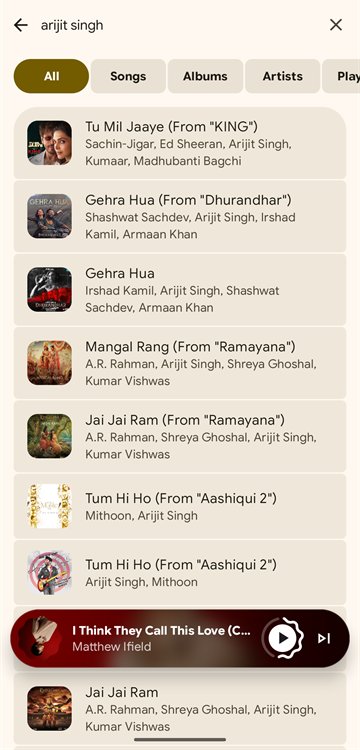 arijit singh
All
Songs
Albums
Artists
Play
Tu Mil Jaaye (From "KING")
Sachin-Jigar, Ed Sheeran, Arijit Singh,
Kumaar, Madhubanti Bagchi
GEHRA HUA
Gehra Hua (From "Dhurandhar")
Shashwat Sachdev, Arijit Singh, Irshad
Kamil, Armaan Khan
Gehra Hua
Irshad Kamil, Arijit Singh, Shashwat
Sachdev, Armaan Khan
Mangal Rang (From "Ramayana")
A.R. Rahman, Arijit Singh, Shreya Ghoshal,
Kumar Vishwas
Jai Jai Ram (From "Ramayana")
A.R. Rahman, Shreya Ghoshal, Arijit Singh,
Kumar Vishwas
Tum Hi Ho (From "Aashiqui 2")
Mithoon, Arijit Singh
Tum Hi Ho (From "Aashiqui 2")
Arijit Singh, Mithoon
I Think They Call This Love (C...
Matthew Ifield
Jai Jai Ram
A.R. Rahman, Shreya Ghoshal, Arijit Singh,
Kumar Vishwas